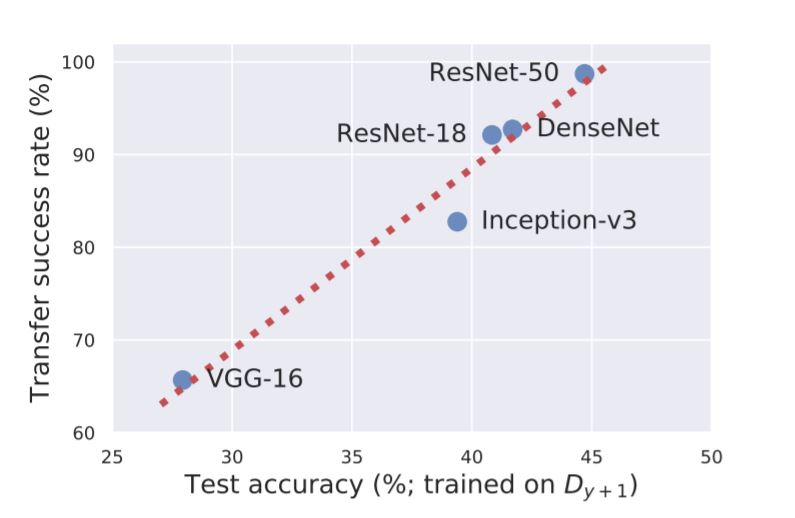 100
90
80
70
60
Transfer success rate (%)
ResNet-50
ResNet-18
DenseNet
Inception-v3
VGG-16
25 30 35 40 45 50
Test accuracy (%; trained on D_{y+1})